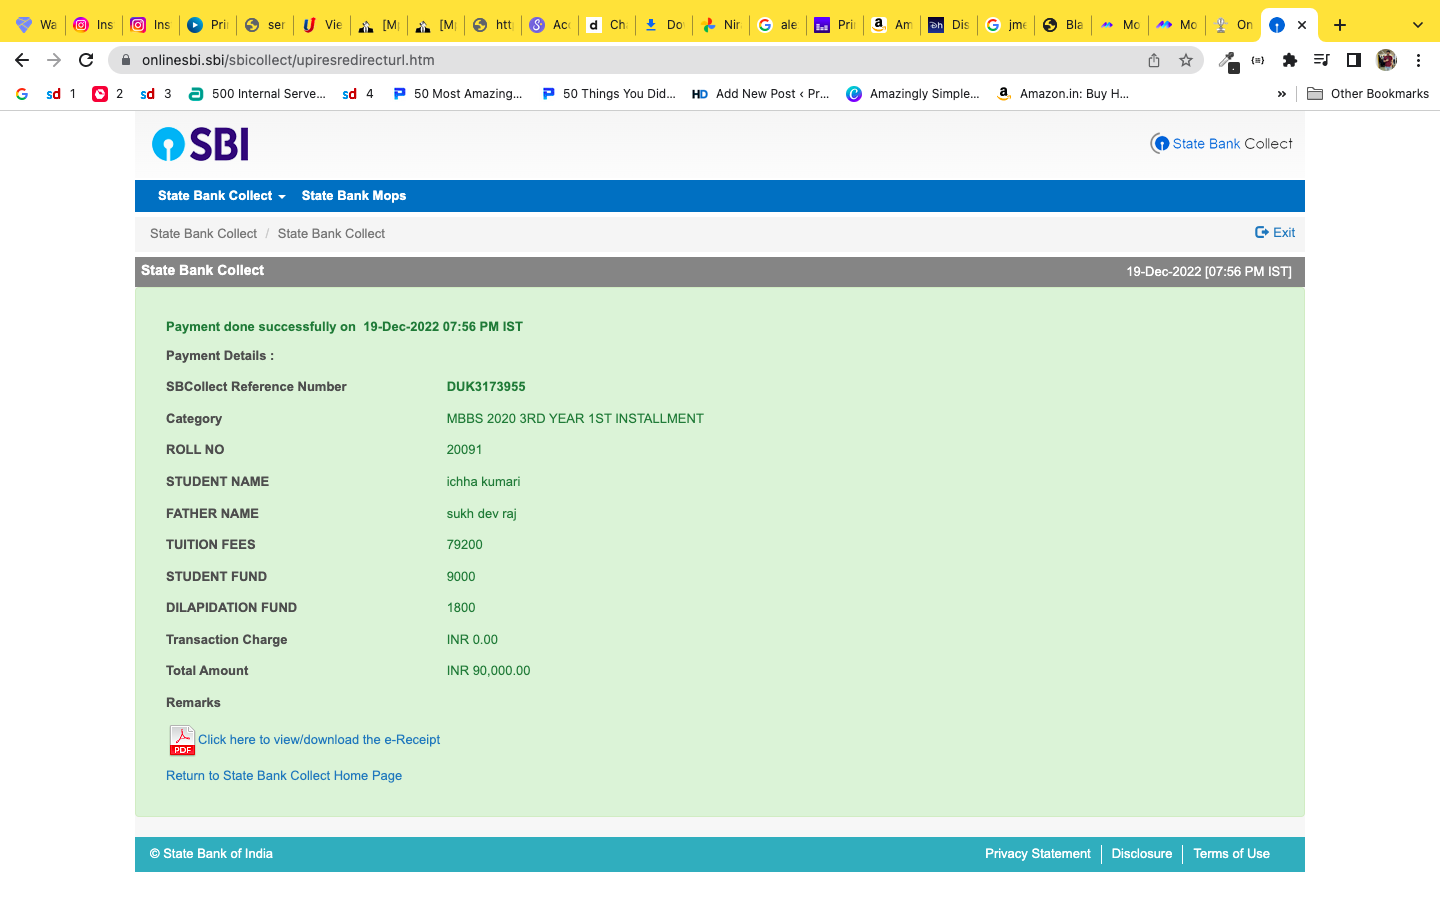 Wa Ins Ins Pri ser Vie [M [M htt Acc Ch Do Nir ale Pri Am Dis jme Bla Mo Mo On
onlinesbi.sbi/sbicollect/upiresredirecturl.htm
sd 1 2 sd 3 500 Internal Serve... sd 4 50 Most Amazing... 50 Things You Did... HD Add New Post ‹ Pr... Amazingly Simple... Amazon.in: Buy H... » Other Bookmarks
SBI
State Bank Collect
State Bank Collect State Bank Mops
State Bank Collect / State Bank Collect Exit
State Bank Collect 19-Dec-2022 [07:56 PM IST]
Payment done successfully on 19-Dec-2022 07:56 PM IST
Payment Details :
SBCollect Reference Number DUK3173955
Category MBBS 2020 3RD YEAR 1ST INSTALLMENT
ROLL NO 20091
STUDENT NAME ichha kumari
FATHER NAME sukh dev raj
TUITION FEES 79200
STUDENT FUND 9000
DILAPIDATION FUND 1800
Transaction Charge INR 0.00
Total Amount INR 90,000.00
Remarks
PDF Click here to view/download the e-Receipt
Return to State Bank Collect Home Page
© State Bank of India Privacy Statement Disclosure Terms of Use